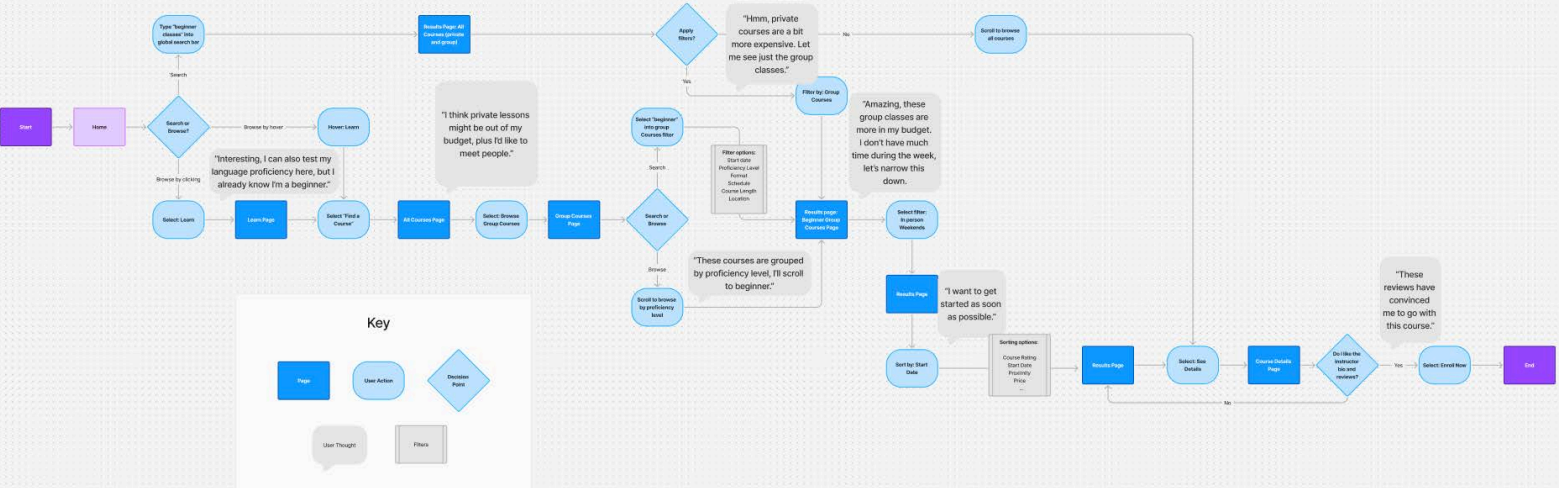 Start
Home
Search or
Browse?
Search
Type "beginner
classes" into
global search bar
Results Page: All
Courses (private
and group)
Apply
filters?
No
Yes
"Hmm, private
courses are a bit
more expensive. Let
me see just the group
classes."
Scroll to browse
all courses
Filter by: Group
Courses
Browse by hover
Hover: Learn
Browse by clicking
"Interesting, I can also test my
language proficiency here, but I
already know I'm a beginner."
Select: Learn
Learn Page
Select "Find a
Course"
All Courses Page
"I think private lessons
might be out of my
budget, plus I'd like to
meet people."
Select: Browse
Group Courses
Group Courses
Page
Search or
Browse
Search
Select "beginner"
into group
Courses filter
Filter options:
Start date
Proficiency Level
Format
Schedule
Course Length
Location
Browse
Scroll to browse
by proficiency
level
"These courses are grouped
by proficiency level, I'll scroll
to beginner."
Results page:
Beginner Group
Courses Page
"Amazing, these
group classes are
more in my budget.
I don't have much
time during the week,
let's narrow this
down.
Select filter:
In person
Weekends
Results Page
"I want to get
started as soon
as possible."
Sort by: Start
Date
Sorting options:
Course Rating
Start Date
Proximity
Price
...
Results Page
Select: See
Details
Course Details
Page
Do I like the
instructor
bio and
reviews?
No
Yes
"These
reviews have
convinced
me to go with
this course."
Select: Enroll Now
End
Key
Page
User Action
Decision
Point
User Thought
Filters